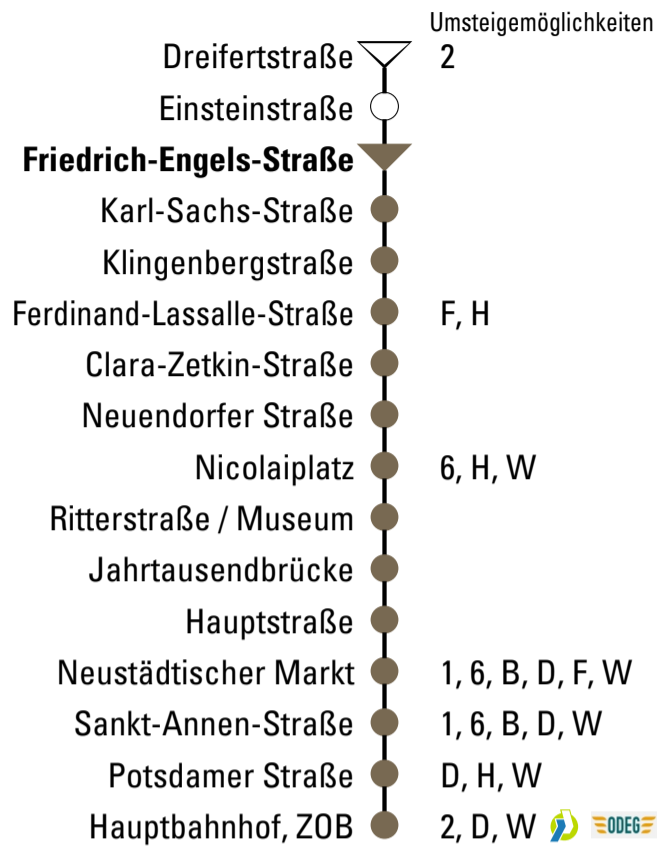 Umsteigemöglichkeiten
Dreifertstraße 2
Einsteinstraße
Friedrich-Engels-Straße
Karl-Sachs-Straße
Klingenbergstraße
Ferdinand-Lassalle-Straße F, H
Clara-Zetkin-Straße
Neuendorfer Straße
Nicolaiplatz 6, H, W
Ritterstraße / Museum
Jahrtausendbrücke
Hauptstraße
Neustädtischer Markt 1, 6, B, D, F, W
Sankt-Annen-Straße 1, 6, B, D, W
Potsdamer Straße D, H, W
Hauptbahnhof, ZOB 2, D, W ODEG